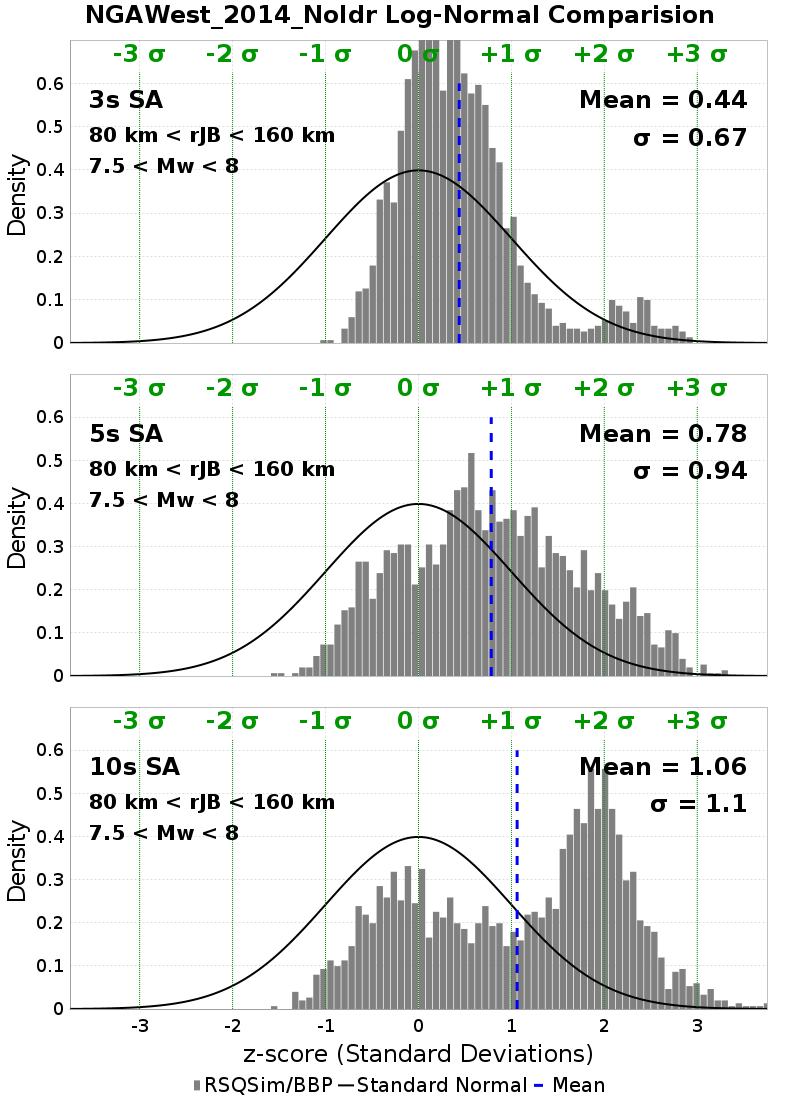 NGAWest_2014_NoIdr Log-Normal Comparision
-3 σ -2 σ -1 σ 0 σ +1 σ +2 σ +3 σ
0.6
3s SA Mean = 0.44
0.5
80 km < rJB < 160 km σ = 0.67
0.4
7.5 < Mw < 8
Density
0.3
0.2
0.1
0
-3 σ -2 σ -1 σ 0 σ +1 σ +2 σ +3 σ
0.6
5s SA Mean = 0.78
0.5
80 km < rJB < 160 km σ = 0.94
0.4
7.5 < Mw < 8
Density
0.3
0.2
0.1
0
-3 σ -2 σ -1 σ 0 σ +1 σ +2 σ +3 σ
0.6
10s SA Mean = 1.06
0.5
80 km < rJB < 160 km σ = 1.1
0.4
7.5 < Mw < 8
Density
0.3
0.2
0.1
0
-3 -2 -1 0 1 2 3
z-score (Standard Deviations)
RSQSim/BBP Standard Normal Mean